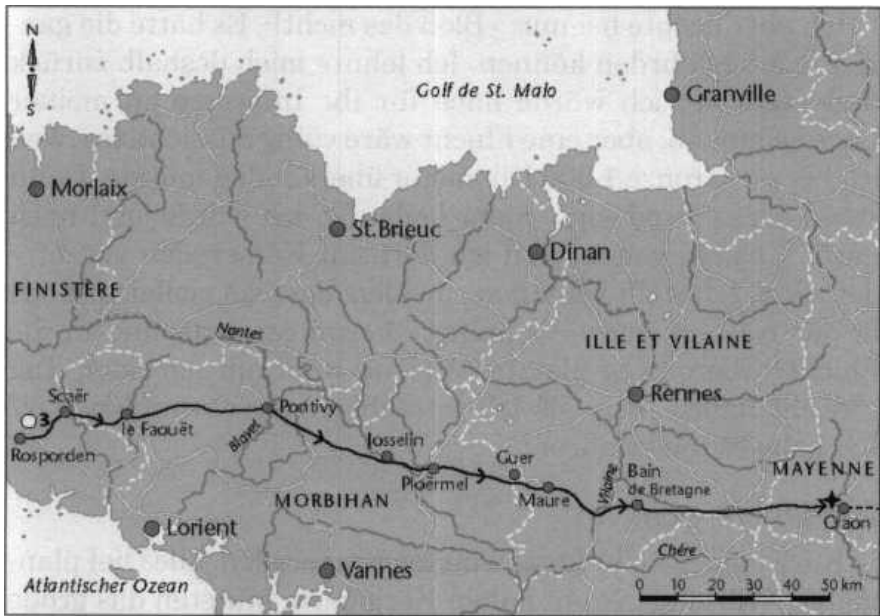 N
S
Golf de St. Malo
Granville
Morlaix
St. Brieuc
Dinan
FINISTÈRE
Nantes
ILLE ET VILAINE
Rennes
Scaër
3
Rosporden
le Faouët
Pontivy
Blavet
Josselin
Ploërmel
Guer
Maure
Vilaine
Bain
de Bretagne
MAYENNE
Craon
MORBIHAN
Lorient
Vannes
Chére
Atlantischer Ozean
0 10 20 30 40 50 km